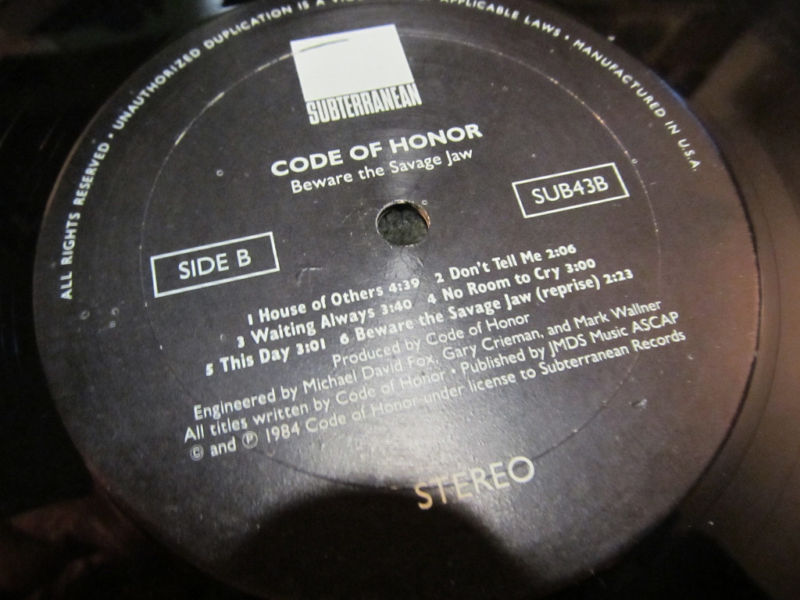 ALL RIGHTS RESERVED • UNAUTHORIZED DUPLICATION IS A APPLICABLE LAWS • MANUFACTURED IN U.S.A.
SUBTERRANEAN
CODE OF HONOR
Beware the Savage Jaw
SUB43B
SIDE B
1 House of Others 4:39 2 Don't Tell Me 2:06
3 Waiting Always 3:40 4 No Room to Cry 3:00
5 This Day 3:01 6 Beware the Savage Jaw (reprise) 2:23
Produced by Code of Honor
Engineered by Michael David Fox, Gary Crieman, and Mark Wallner
All titles written by Code of Honor • Published by JMDS Music ASCAP
© and ℗ 1984 Code of Honor under license to Subterranean Records
STEREO